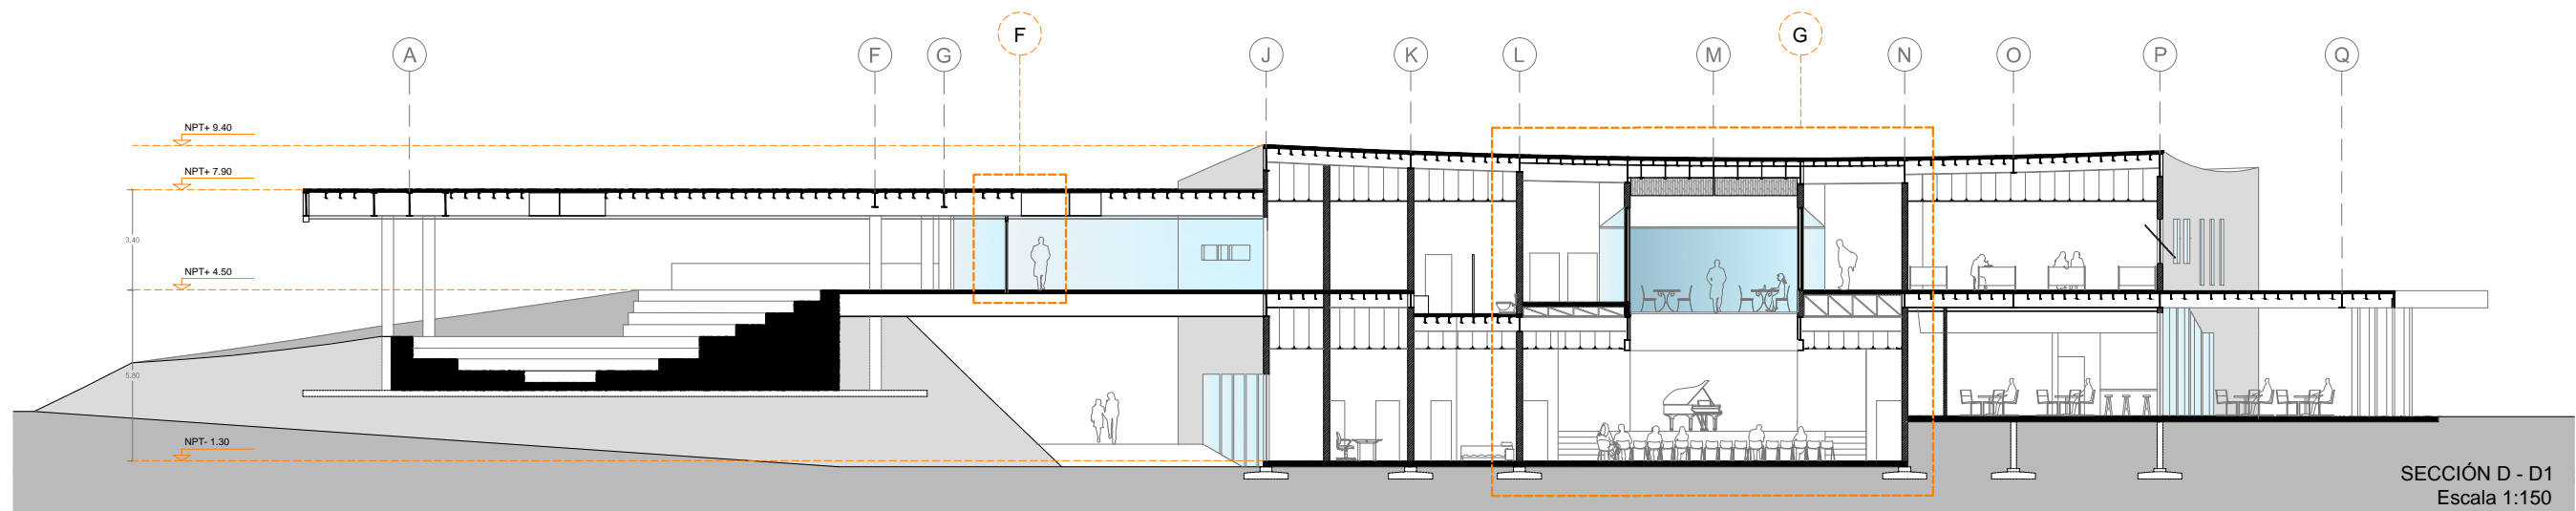 F
G
A
F
G
J
K
L
M
N
O
P
Q
NPT+ 9.40
NPT+ 7.90
3,40
NPT+ 4.50
5,80
NPT- 1.30
SECCIÓN D - D1
Escala 1:150